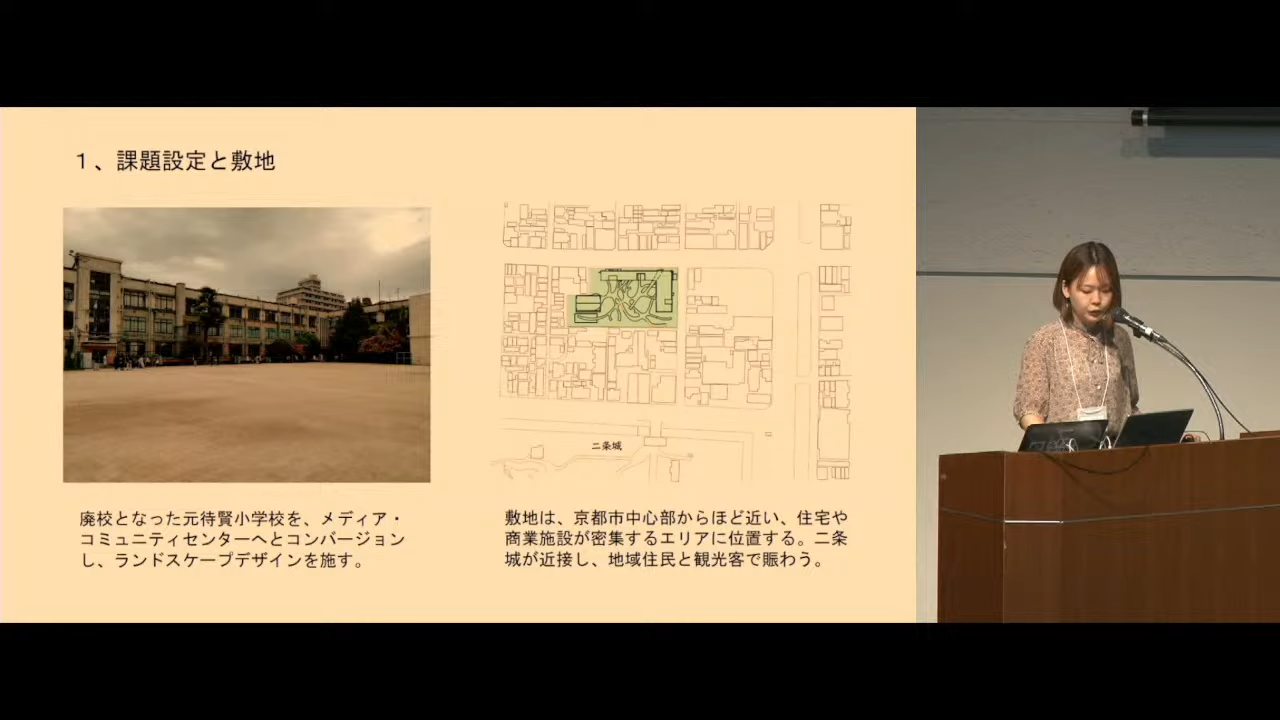 1、課題設定と敷地
二条城
廃校となった元待賢小学校を、メディア・
コミュニティセンターへとコンバージョン
し、ランドスケープデザインを施す。
敷地は、京都市中心部からほど近い、住宅や
商業施設が密集するエリアに位置する。二条
城が近接し、地域住民と観光客で賑わう。